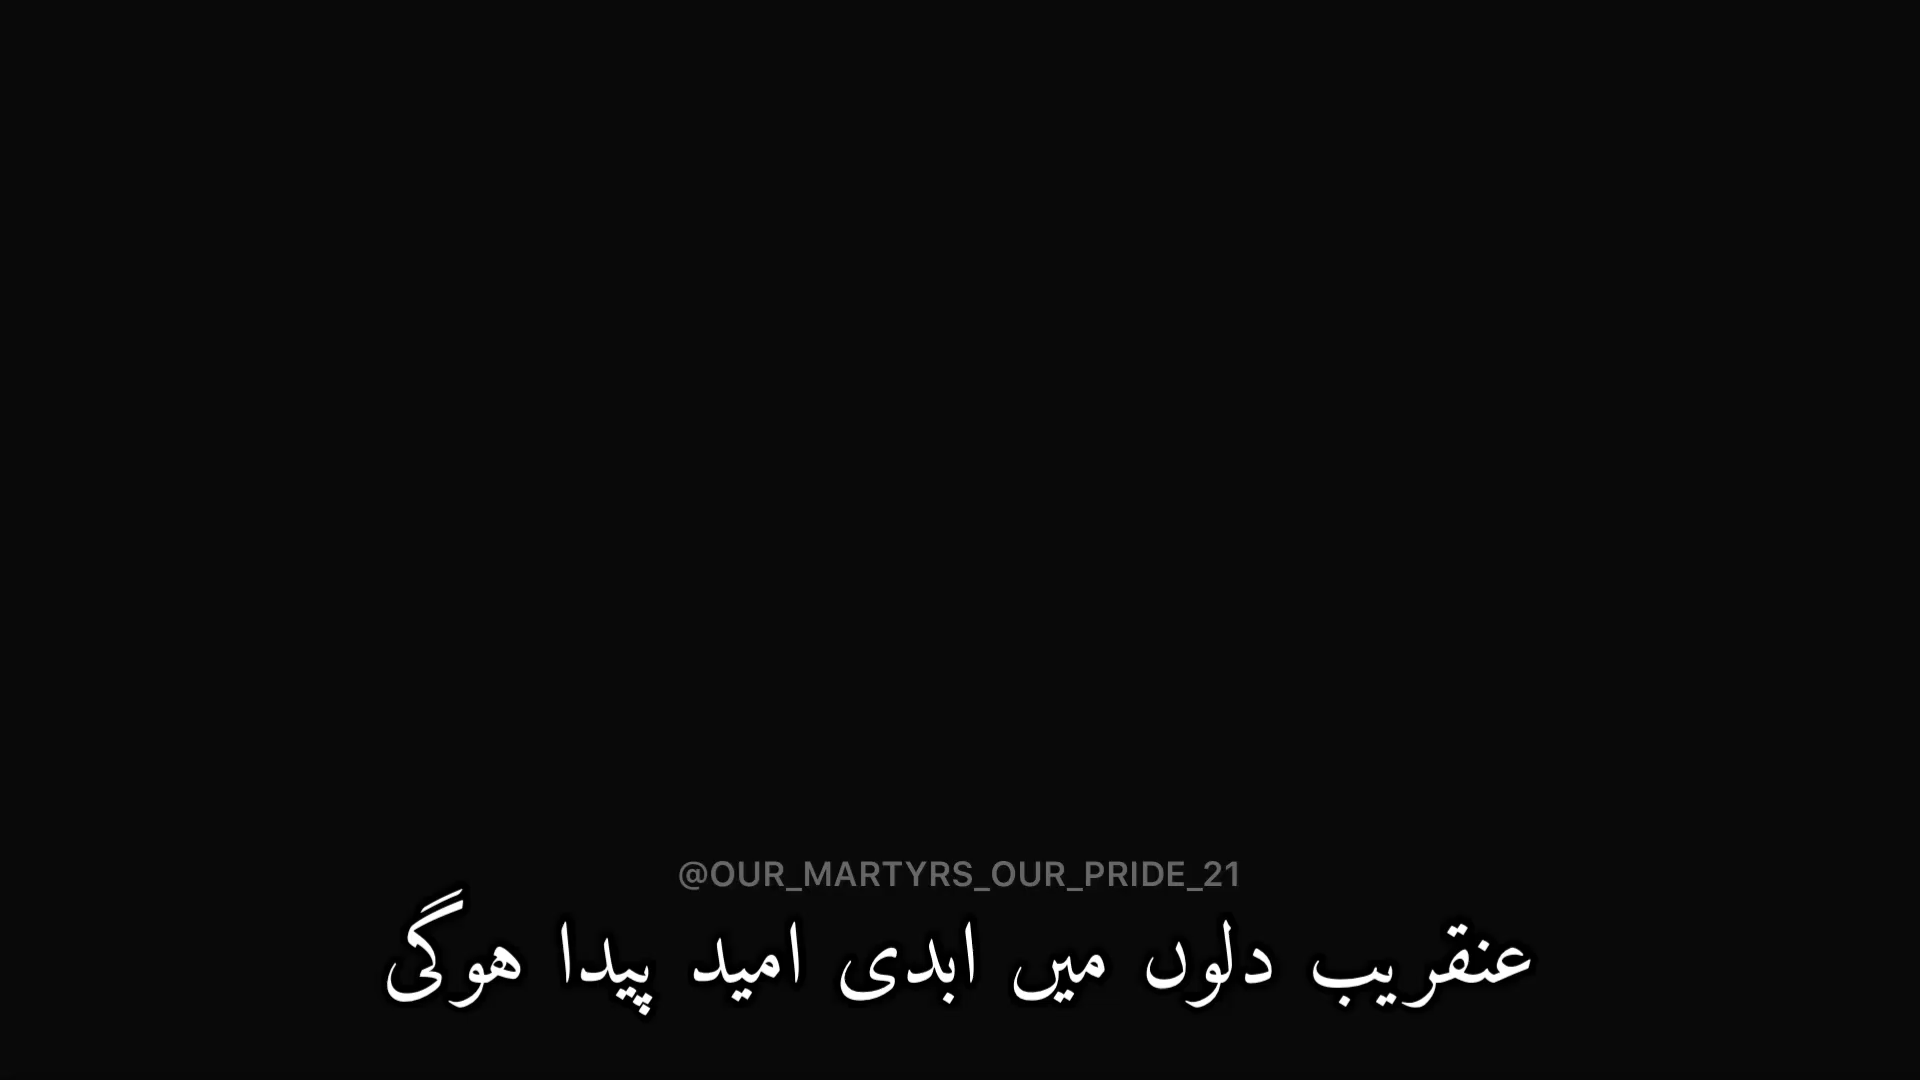 @OUR_MARTYRS_OUR_PRIDE_21
عنقریب دلوں میں ابدی امید پیدا ہوگی